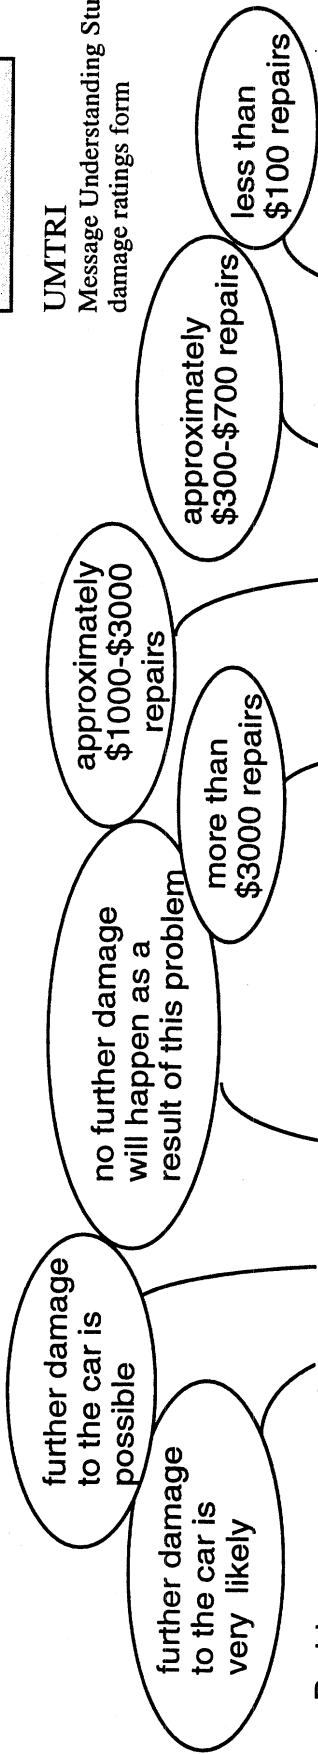 UMTRI
Message Understanding
damage ratings form
further damage
to the car is
very likely
further damage
to the car is
possible
no further damage
will happen as a
result of this problem
more than
$3000 repairs
approximately
$1000-$3000
repairs
approximately
$300-$700 repairs
less than
$100 repairs